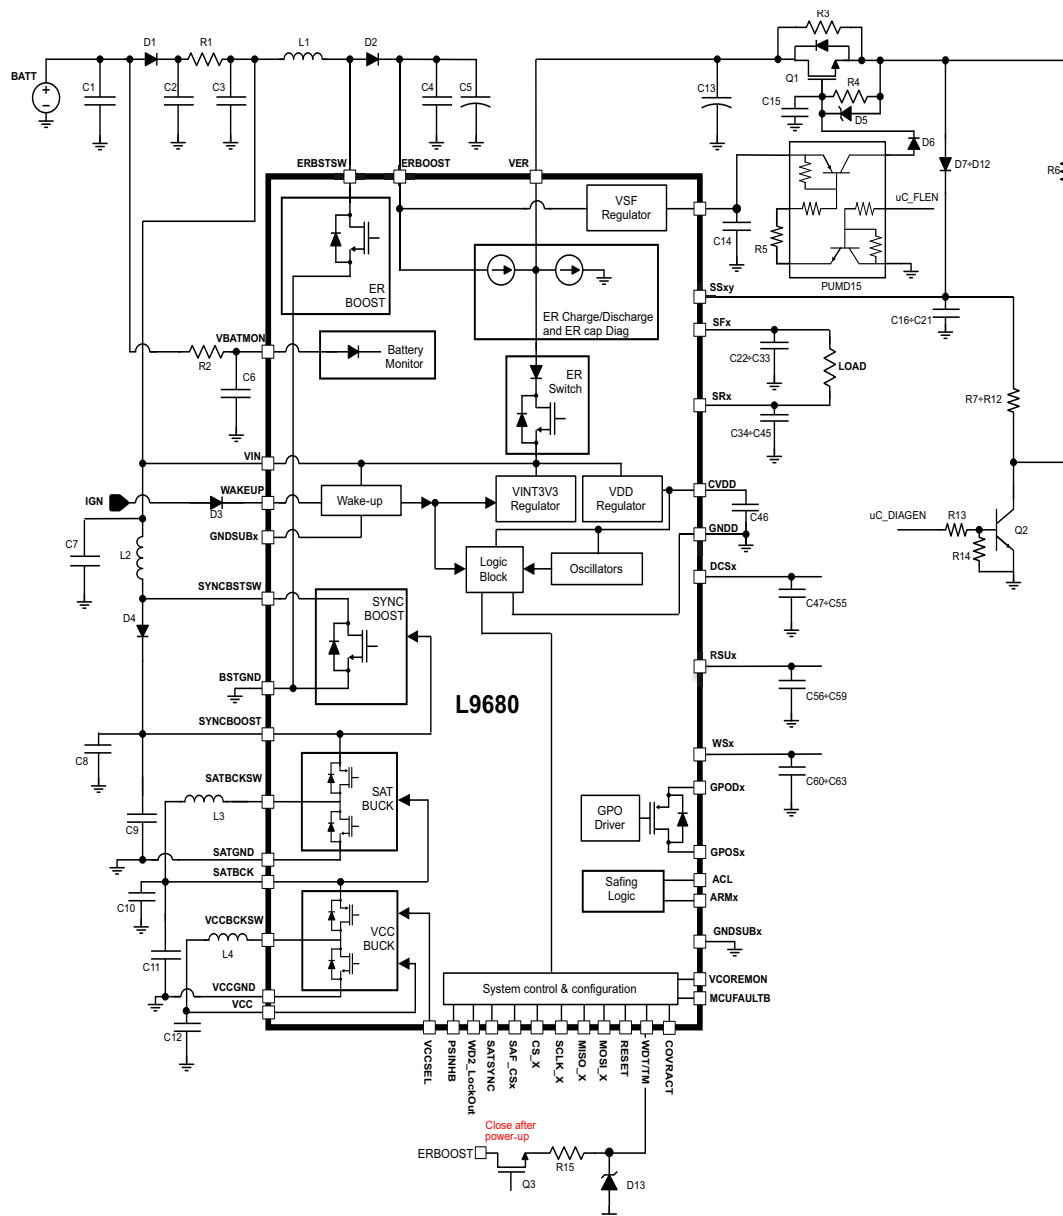 R3
D1
R1
L1
D2
BATT
C1
C2
C3
C4
C5
C13
Q1
C15
R4
D5
D6
D7÷D12
R6
ERBSTSW
ERBOOST
VER
VSF
Regulator
uC_FLEN
C14
R5
PUMD15
ER
BOOST
ER Charge/Discharge
and ER cap Diag
SSxy
C16÷C21
SFx
C22÷C33
LOAD
SRx
C34÷C45
R7÷R12
VBATMON
R2
C6
Battery
Monitor
ER
Switch
VIN
IGN
WAKEUP
D3
Wake-up
VINT3V3
Regulator
VDD
Regulator
CVDD
C46
GNDD
GNDSUBx
C7
L2
Logic
Block
Oscillators
uC_DIAGEN
R13
R14
Q2
DCSx
C47÷C55
SYNCBSTSW
D4
SYNC
BOOST
RSUx
C56÷C59
BSTGND
L9680
SYNCBOOST
C8
WSx
C60÷C63
SATBCKSW
L3
SAT
BUCK
GPODx
GPO
Driver
C9
SATGND
GPOSx
SATBCK
C10
Safing
Logic
ACL
ARMx
VCCBCKSW
L4
VCC
BUCK
GNDSUBx
C11
VCCGND
VCC
C12
System control & configuration
VCOREMON
MCUFAULTB
VCCSEL
PSINHB
WD2_LockOut
SATSYNC
SAF_CSx
CS_X
SCLK_X
MISO_X
MOSI_X
RESET
WDT/TM
COVRACT
Close after
power-up
ERBOOST
Q3
R15
D13